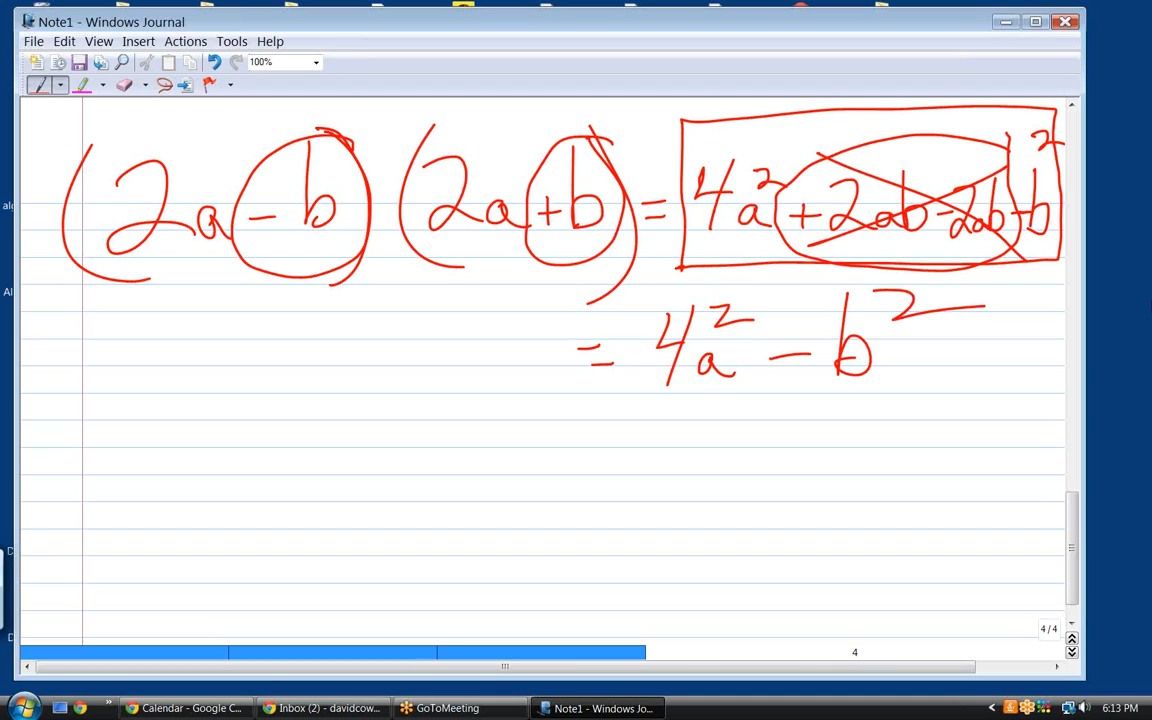 Note1 - Windows Journal
File Edit View Insert Actions Tools Help
100%
(2a - b) (2a + b) = 4a² + 2ab - 2ab - b²
= 4a² - b²
4/4
4
Calendar - Google C... Inbox (2) - davidcow... GoToMeeting Note1 - Windows Jo... 6:13 PM